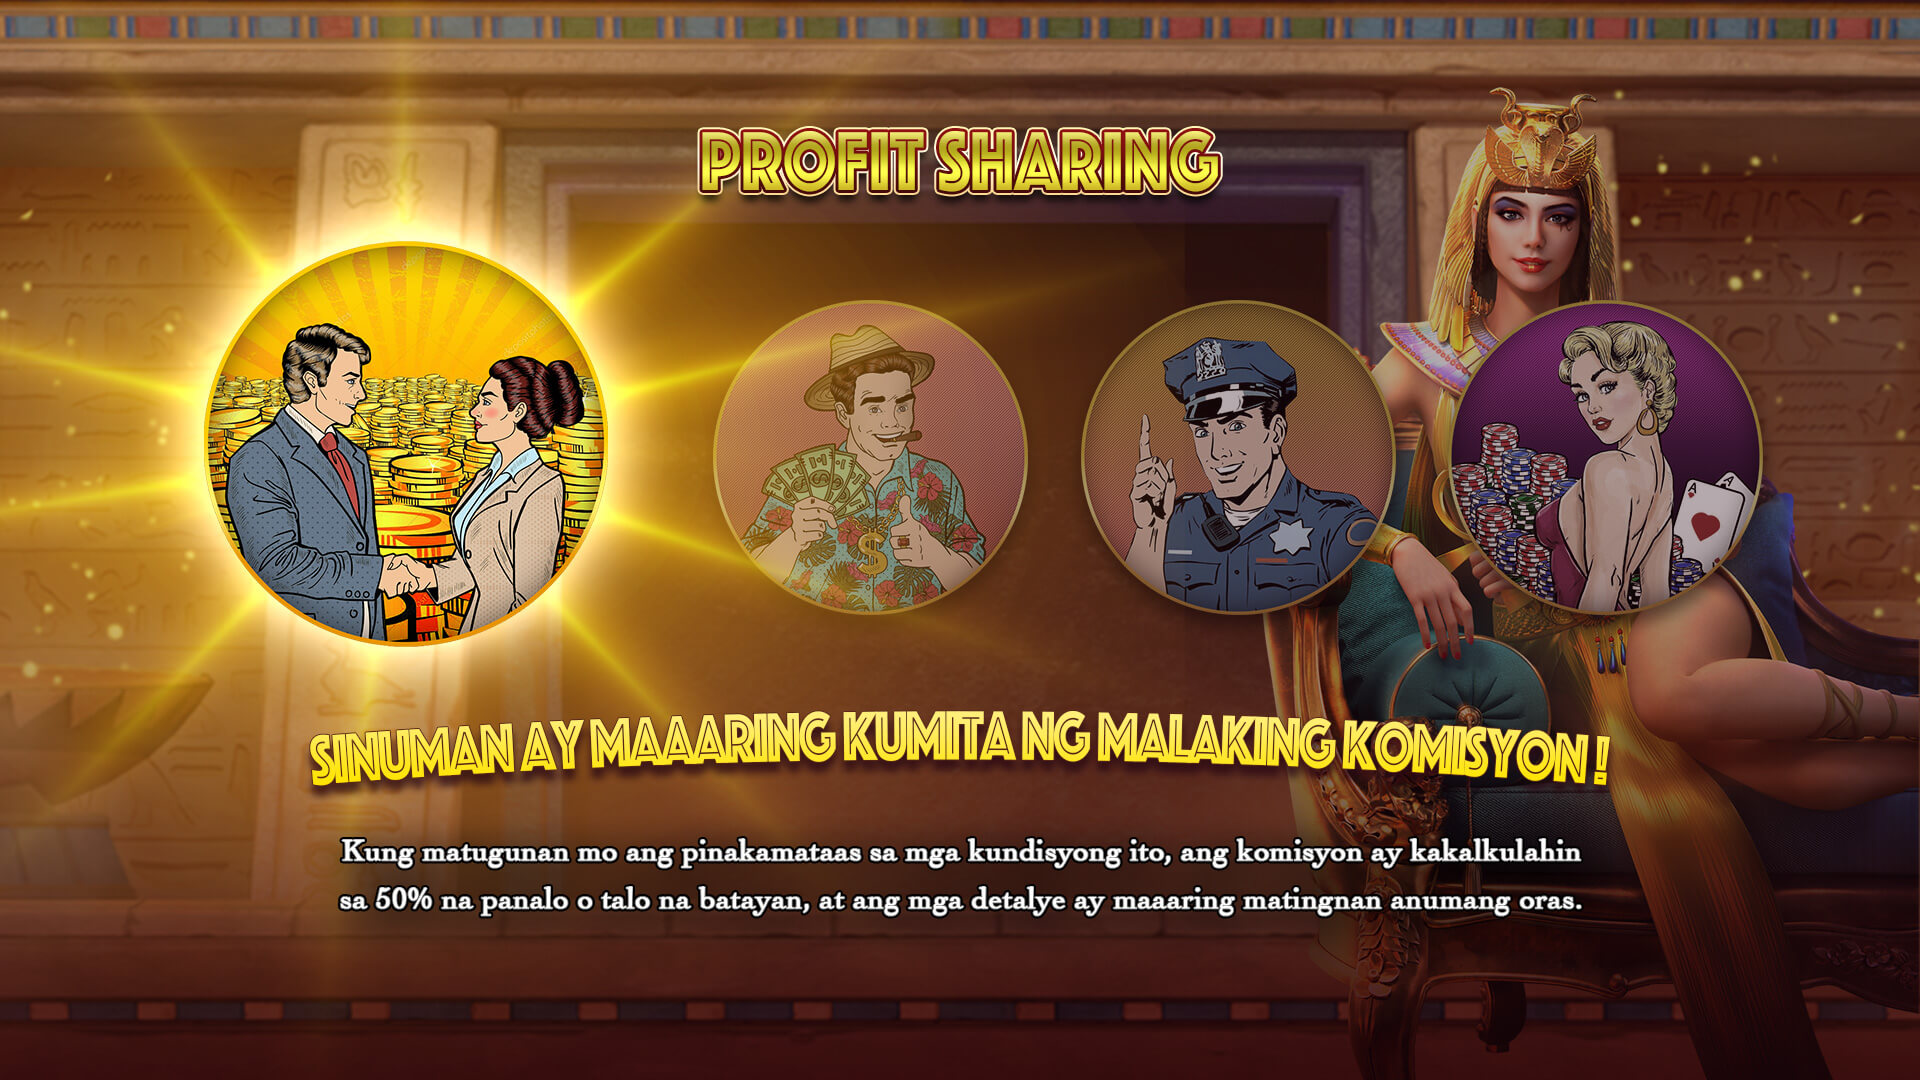 PROFIT SHARING
SINUMAN AY MAAARING KUMITA NG MALAKING KOMISYON !
Kung matugunan mo ang pinakamataas sa mga kundisyong ito, ang komisyon ay kakalkulahin
sa 50% na panalo o talo na batayan, at ang mga detalye ay maaaring matingnan anumang oras.